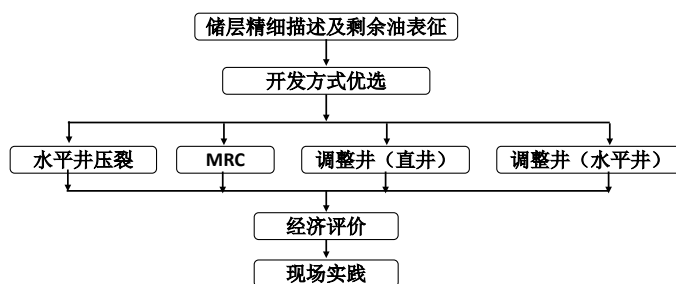 储层精细描述及剩余油表征
开发方式优选
水平井压裂
MRC
调整井（直井）
调整井（水平井）
经济评价
现场实践